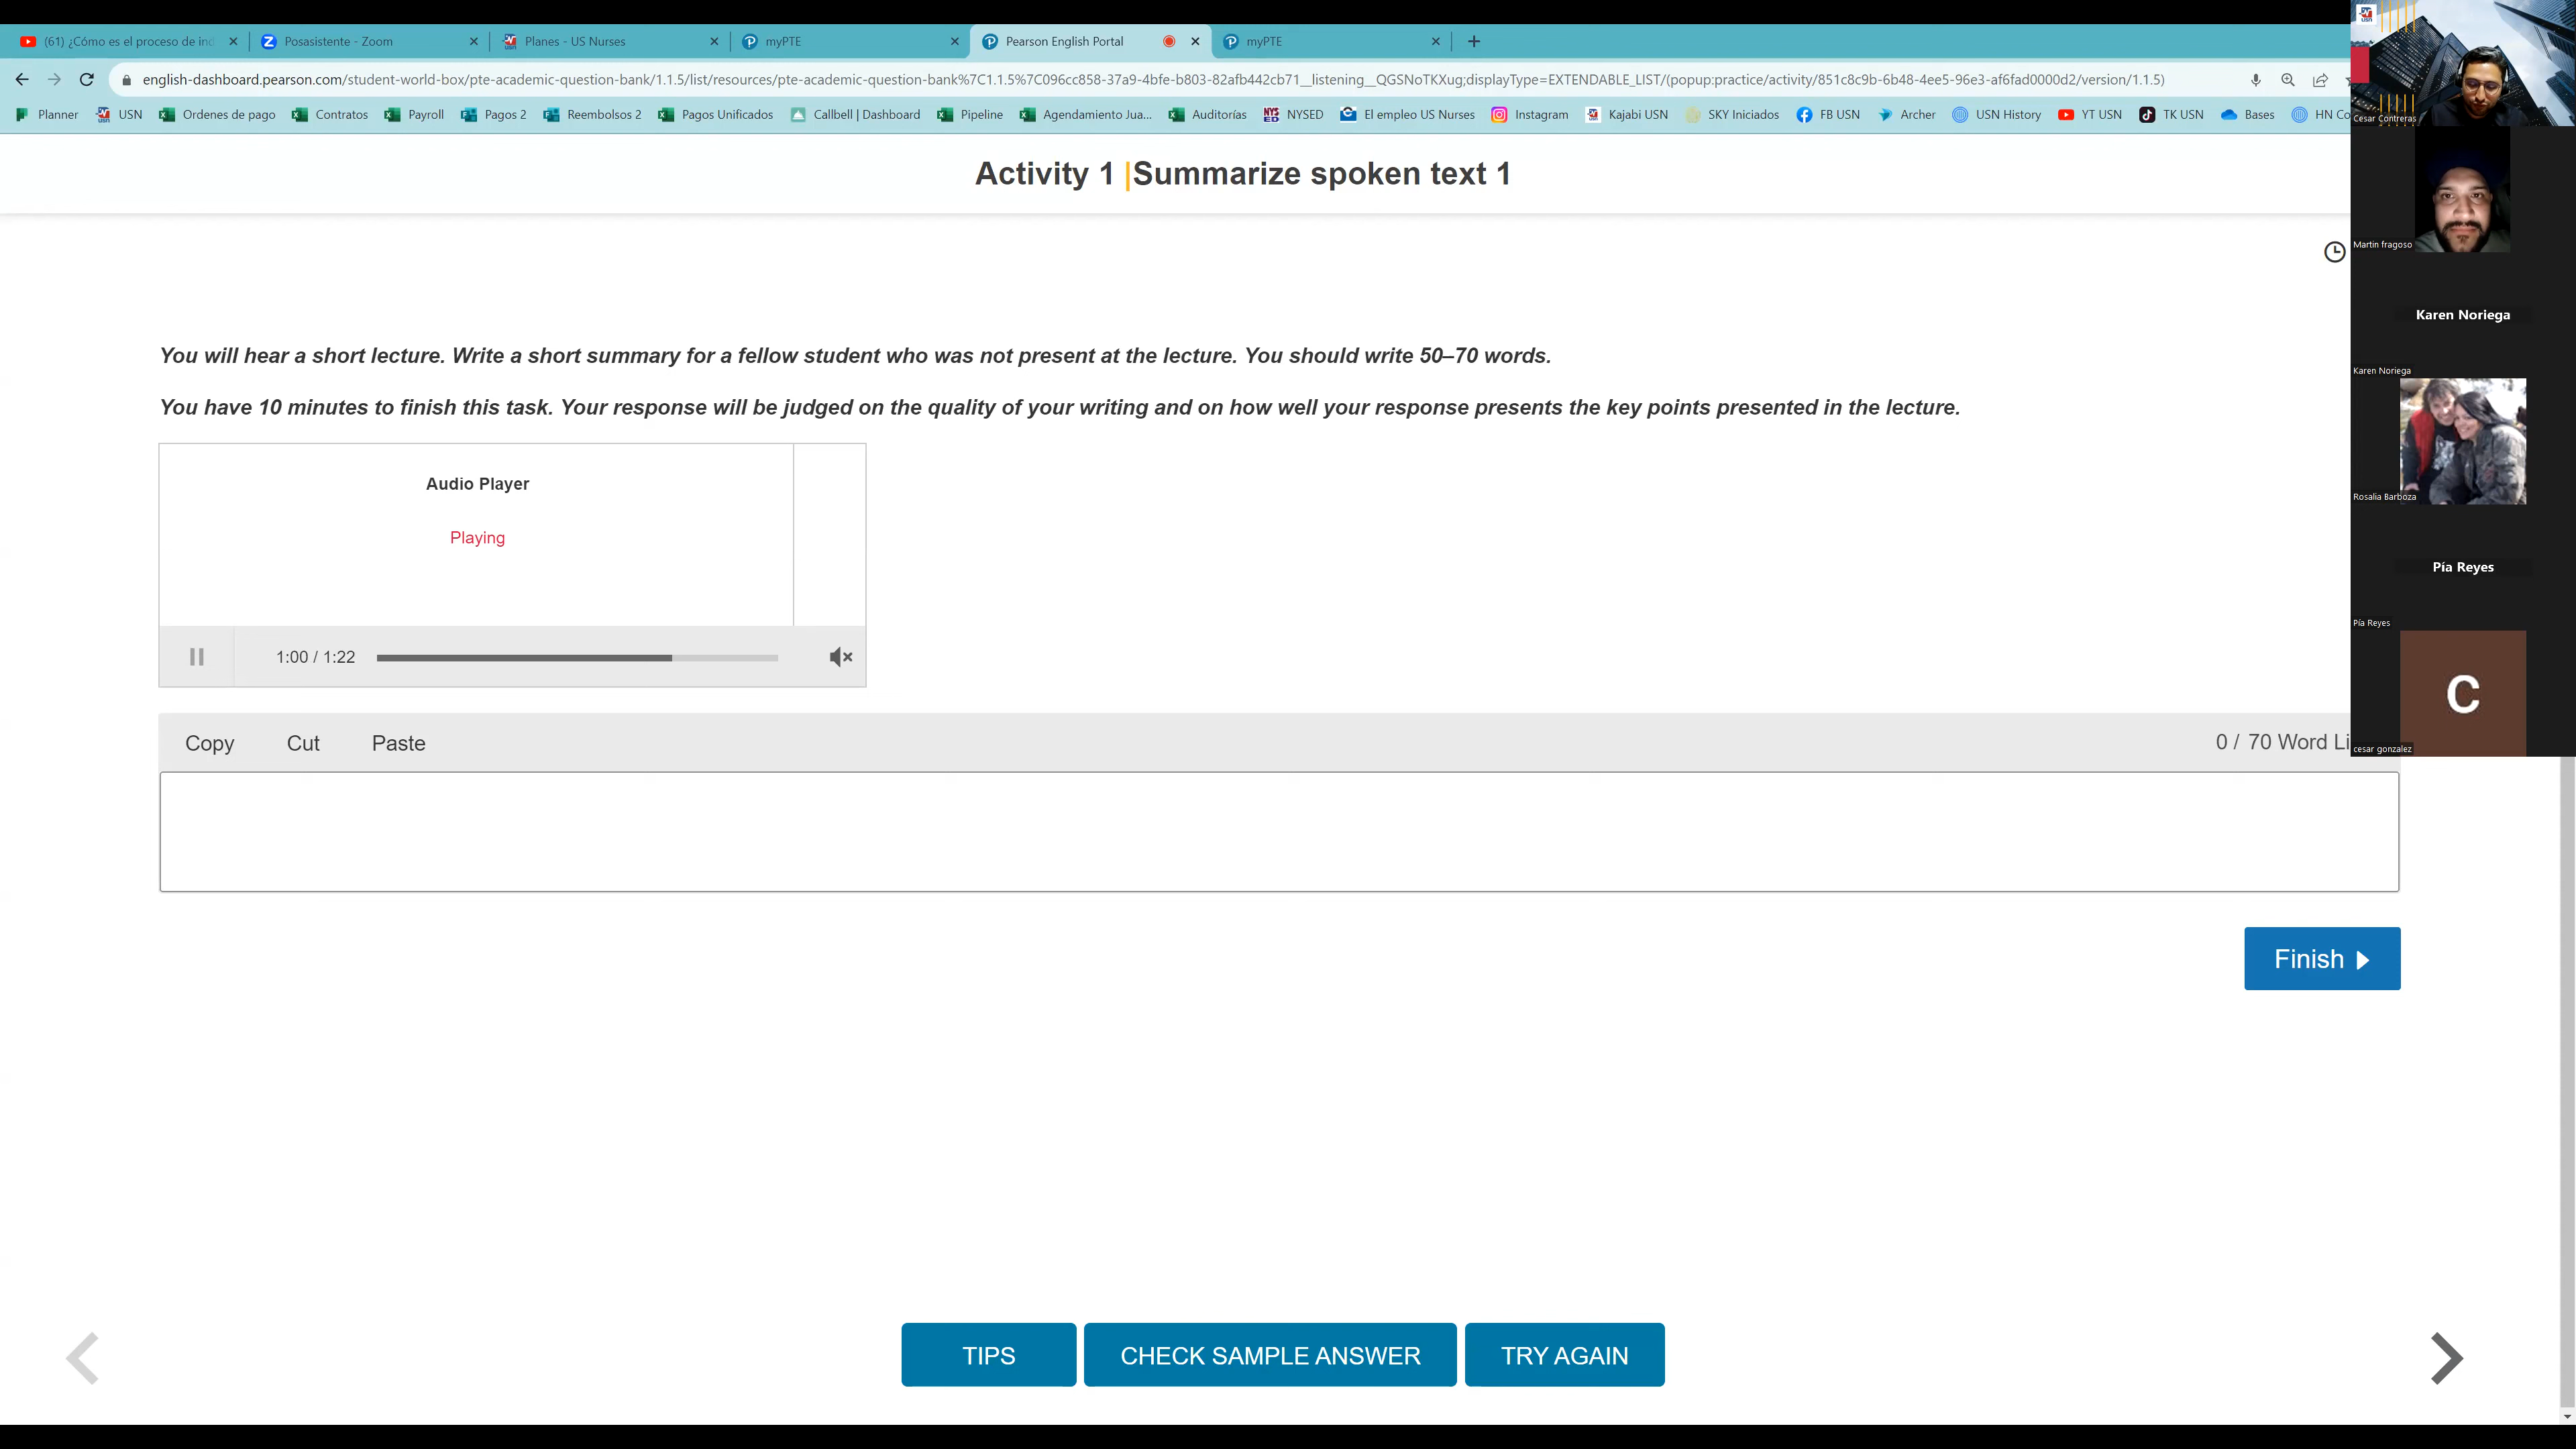 (61) ¿Cómo es el proceso de ind
Posasistente - Zoom
Planes - US Nurses
myPTE
Pearson English Portal
myPTE
english-dashboard.pearson.com/student-world-box/pte-academic-question-bank/1.1.5/list/resources/pte-academic-question-bank%7C1.1.5%7C096cc858-37a9-4bfe-b803-82afb442cb71__listening__QGSNoTKXug;displayType=EXTENDABLE_LIST/(popup:practice/activity/851c8c9b-6b48-4ee5-96e3-af6fad0000d2/version/1.1.5)
Planner USN Ordenes de pago Contratos Payroll Pagos 2 Reembolsos 2 Pagos Unificados Callbell | Dashboard Pipeline Agendamiento Jua... Auditorías NYSED El empleo US Nurses Instagram Kajabi USN SKY Iniciados FB USN Archer USN History YT USN TK USN Bases HN Co
Activity 1 |Summarize spoken text 1
You will hear a short lecture. Write a short summary for a fellow student who was not present at the lecture. You should write 50–70 words.
You have 10 minutes to finish this task. Your response will be judged on the quality of your writing and on how well your response presents the key points presented in the lecture.
Audio Player
Playing
1:00 / 1:22
Copy Cut Paste
0 / 70 Word Li
Finish
TIPS
CHECK SAMPLE ANSWER
TRY AGAIN
Cesar Contreras
Martin fragoso
Karen Noriega
Karen Noriega
Rosalia Barboza
Pía Reyes
Pía Reyes
C
cesar gonzalez